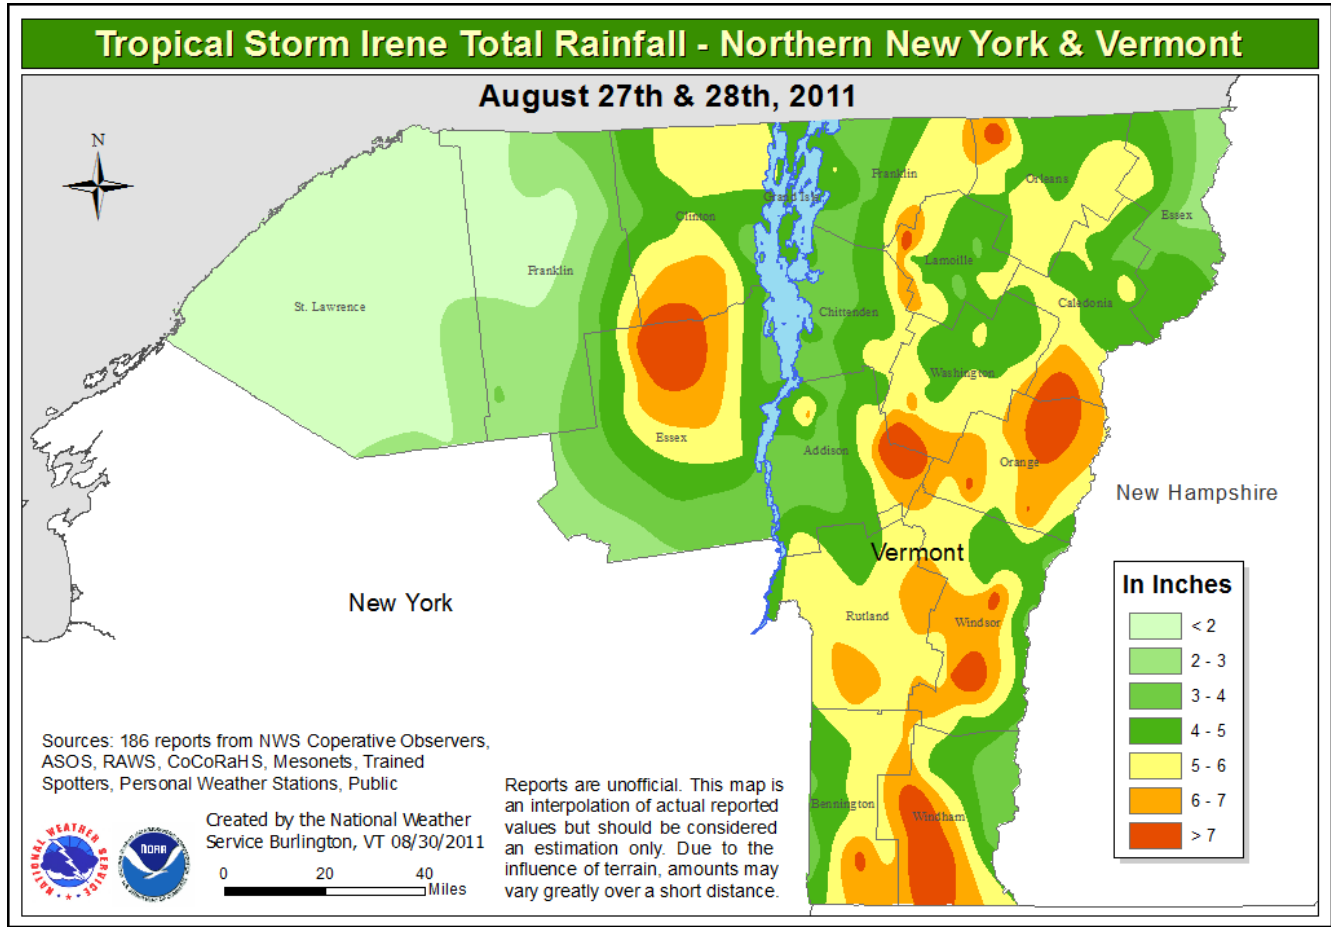 Tropical Storm Irene Total Rainfall - Northern New York & Vermont
August 27th & 28th, 2011
N
Franklin
Orleans
Grand Isle
Clinton
Essex
Lamoille
Franklin
St. Lawrence
Chittenden
Caledonia
Washington
Essex
Addison
Orange
New Hampshire
Vermont
New York
Rutland
Windsor
Bennington
Windham
In Inches
< 2
2 - 3
3 - 4
4 - 5
5 - 6
6 - 7
> 7
Sources: 186 reports from NWS Coperative Observers,
ASOS, RAWS, CoCoRaHS, Mesonets, Trained
Spotters, Personal Weather Stations, Public
Created by the National Weather
Service Burlington, VT 08/30/2011
0 20 40
Miles
Reports are unofficial. This map is
an interpolation of actual reported
values but should be considered
an estimation only. Due to the
influence of terrain, amounts may
vary greatly over a short distance.
NATIONAL WEATHER SERVICE
NOAA